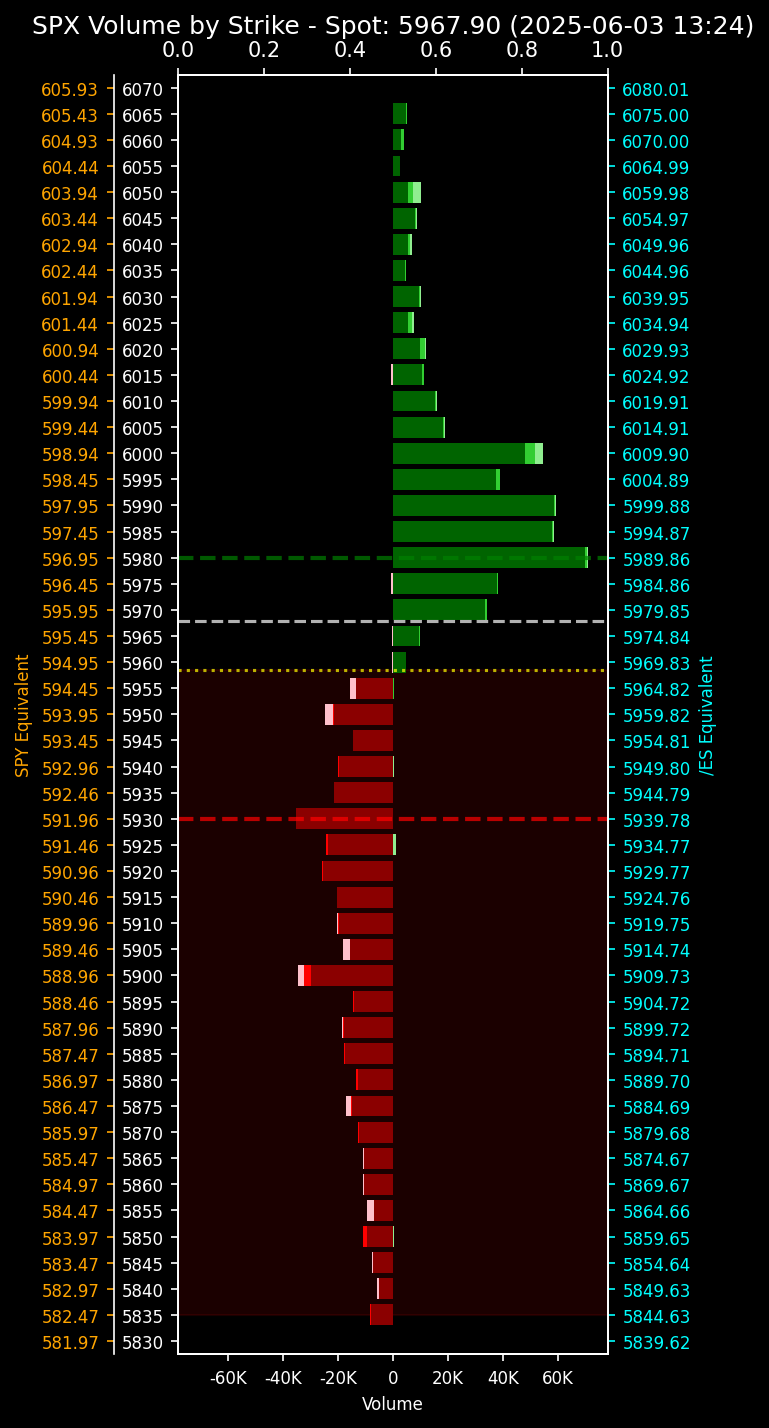 SPX Volume by Strike - Spot: 5967.90 (2025-06-03 13:24)
0.0 0.2 0.4 0.6 0.8 1.0
605.93 6070 6080.01
605.43 6065 6075.00
604.93 6060 6070.00
604.44 6055 6064.99
603.94 6050 6059.98
603.44 6045 6054.97
602.94 6040 6049.96
602.44 6035 6044.96
601.94 6030 6039.95
601.44 6025 6034.94
600.94 6020 6029.93
600.44 6015 6024.92
599.94 6010 6019.91
599.44 6005 6014.91
598.94 6000 6009.90
598.45 5995 6004.89
597.95 5990 5999.88
597.45 5985 5994.87
596.95 5980 5989.86
596.45 5975 5984.86
595.95 5970 5979.85
595.45 5965 5974.84
594.95 5960 5969.83
594.45 5955 5964.82
593.95 5950 5959.82
593.45 5945 5954.81
592.96 5940 5949.80
592.46 5935 5944.79
591.96 5930 5939.78
591.46 5925 5934.77
590.96 5920 5929.77
590.46 5915 5924.76
589.96 5910 5919.75
589.46 5905 5914.74
588.96 5900 5909.73
588.46 5895 5904.72
587.96 5890 5899.72
587.47 5885 5894.71
586.97 5880 5889.70
586.47 5875 5884.69
585.97 5870 5879.68
585.47 5865 5874.67
584.97 5860 5869.67
584.47 5855 5864.66
583.97 5850 5859.65
583.47 5845 5854.64
582.97 5840 5849.63
582.47 5835 5844.63
581.97 5830 5839.62
SPY Equivalent
/ES Equivalent
-60K -40K -20K 0 20K 40K 60K
Volume